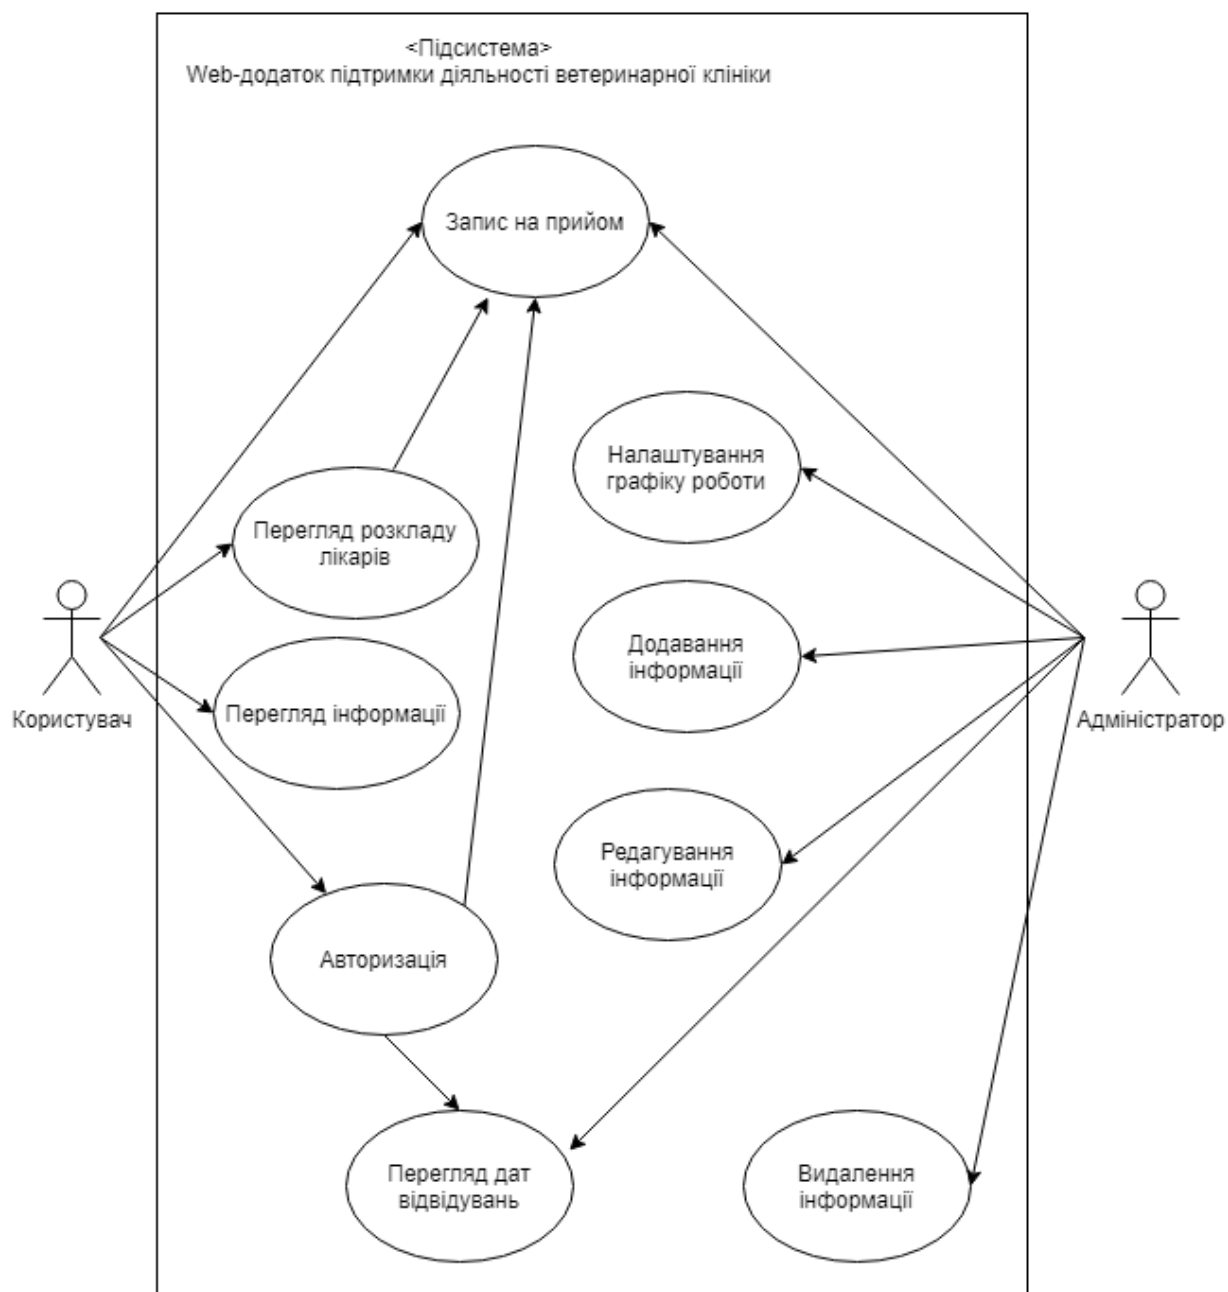 <Підсистема>
Web-додаток підтримки діяльності ветеринарної клініки
Запис на прийом
Налаштування
графіку роботи
Перегляд розкладу
лікарів
Додавання
інформації
Перегляд інформації
Користувач
Адміністратор
Редагування
інформації
Авторизація
Перегляд дат
відвідувань
Видалення
інформації